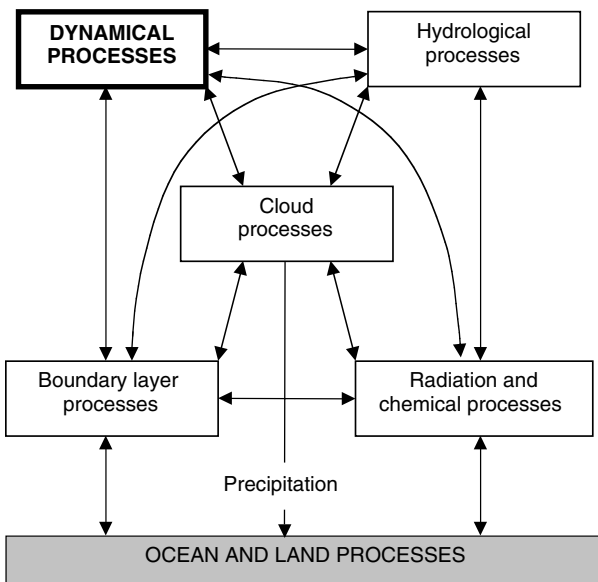 DYNAMICAL
PROCESSES
Hydrological
processes
Cloud
processes
Boundary layer
processes
Radiation and
chemical processes
Precipitation
OCEAN AND LAND PROCESSES